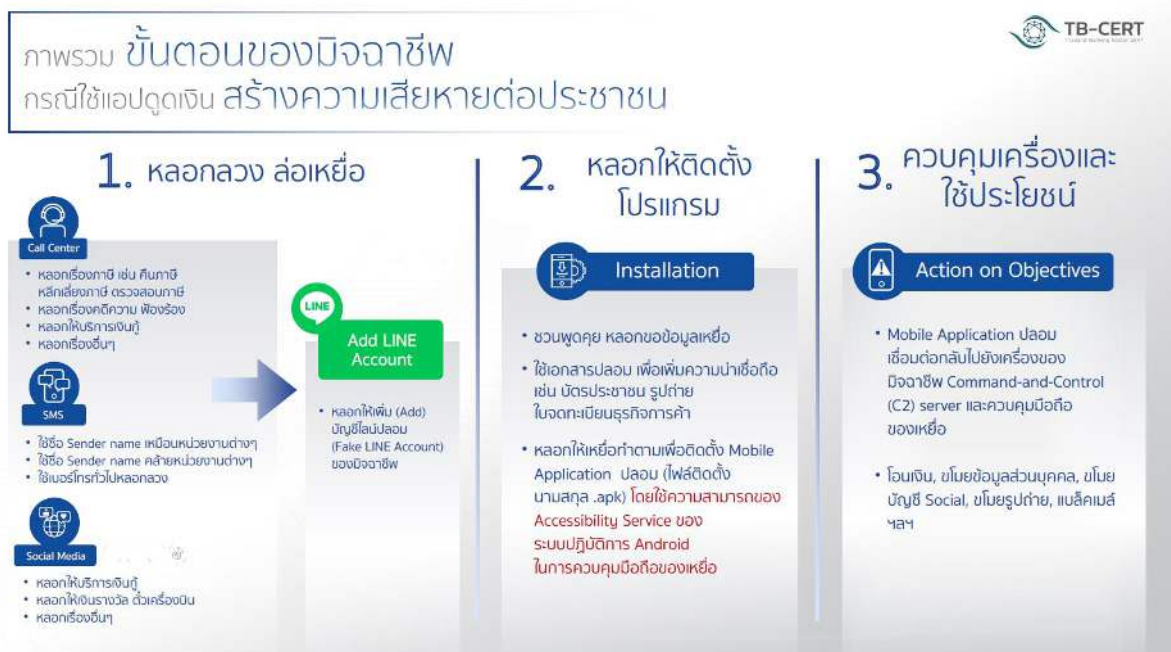 TB-CERT
ภาพรวม ขั้นตอนของมิจฉาชีพ
กรณีใช้แอปดูดเงิน สร้างความเสียหายต่อประชาชน
1. หลอกลวง ล่อเหยื่อ
Call Center
• หลอกเรื่องภาษี เช่น คืนภาษี
หลีกเลี่ยงภาษี ตรวจสอบภาษี
• หลอกเรื่องคดีความ ฟ้องร้อง
• หลอกให้บริการเงินกู้
• หลอกเรื่องอื่นๆ
SMS
• ใช้ชื่อ Sender name เหมือนหน่วยงานต่างๆ
• ใช้ชื่อ Sender name คล้ายหน่วยงานต่างๆ
• ใช้เบอร์โทรทั่วไปหลอกลวง
Social Media
• หลอกให้บริการเงินกู้
• หลอกให้เงินรางวัล ตั๋วเครื่องบิน
• หลอกเรื่องอื่นๆ
LINE
Add LINE
Account
• หลอกให้เพิ่ม (Add)
บัญชีไลน์ปลอม
(Fake LINE Account)
ของมิจฉาชีพ
2. หลอกให้ติดตั้ง
โปรแกรม
Installation
• ชวนพูดคุย หลอกขอข้อมูลเหยื่อ
• ใช้เอกสารปลอม เพื่อเพิ่มความน่าเชื่อถือ
เช่น บัตรประชาชน รูปถ่าย
ใบจดทะเบียนธุรกิจการค้า
• หลอกให้เหยื่อทำตามเพื่อติดตั้ง Mobile
Application ปลอม (ไฟล์ติดตั้ง
นามสกุล .apk) โดยใช้ความสามารถของ
Accessibility Service ของ
ระบบปฏิบัติการ Android
ในการควบคุมมือถือของเหยื่อ
3. ควบคุมเครื่องและ
ใช้ประโยชน์
Action on Objectives
• Mobile Application ปลอม
เชื่อมต่อกลับไปยังเครื่องของ
มิจฉาชีพ Command-and-Control
(C2) server และควบคุมมือถือ
ของเหยื่อ
• โอนเงิน, ขโมยข้อมูลส่วนบุคคล, ขโมย
บัญชี Social, ขโมยรูปถ่าย, แบล็คเมล์
ฯลฯ